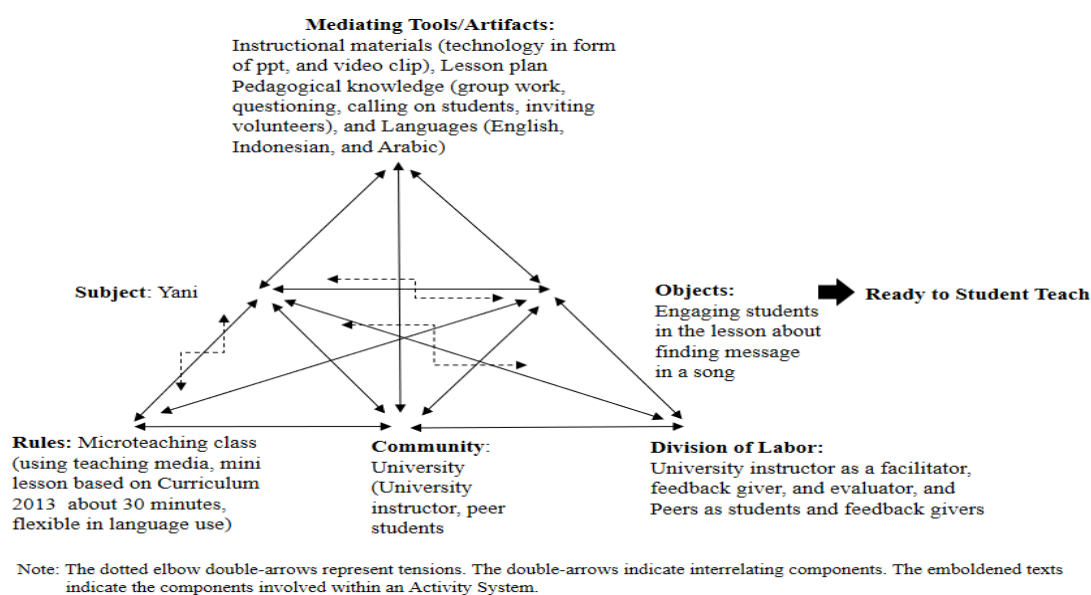 Mediating Tools/Artifacts:
Instructional materials (technology in form
of ppt, and video clip), Lesson plan
Pedagogical knowledge (group work,
questioning, calling on students, inviting
volunteers), and Languages (English,
Indonesian, and Arabic)
Subject: Yani
Objects:
Engaging students
in the lesson about
finding message
in a song
Ready to Student Teach
Rules: Microteaching class
(using teaching media, mini
lesson based on Curriculum
2013 about 30 minutes,
flexible in language use)
Community:
University
(University
instructor, peer
students
Division of Labor:
University instructor as a facilitator,
feedback giver, and evaluator, and
Peers as students and feedback givers
Note: The dotted elbow double-arrows represent tensions. The double-arrows indicate interrelating components. The emboldened texts
indicate the components involved within an Activity System.